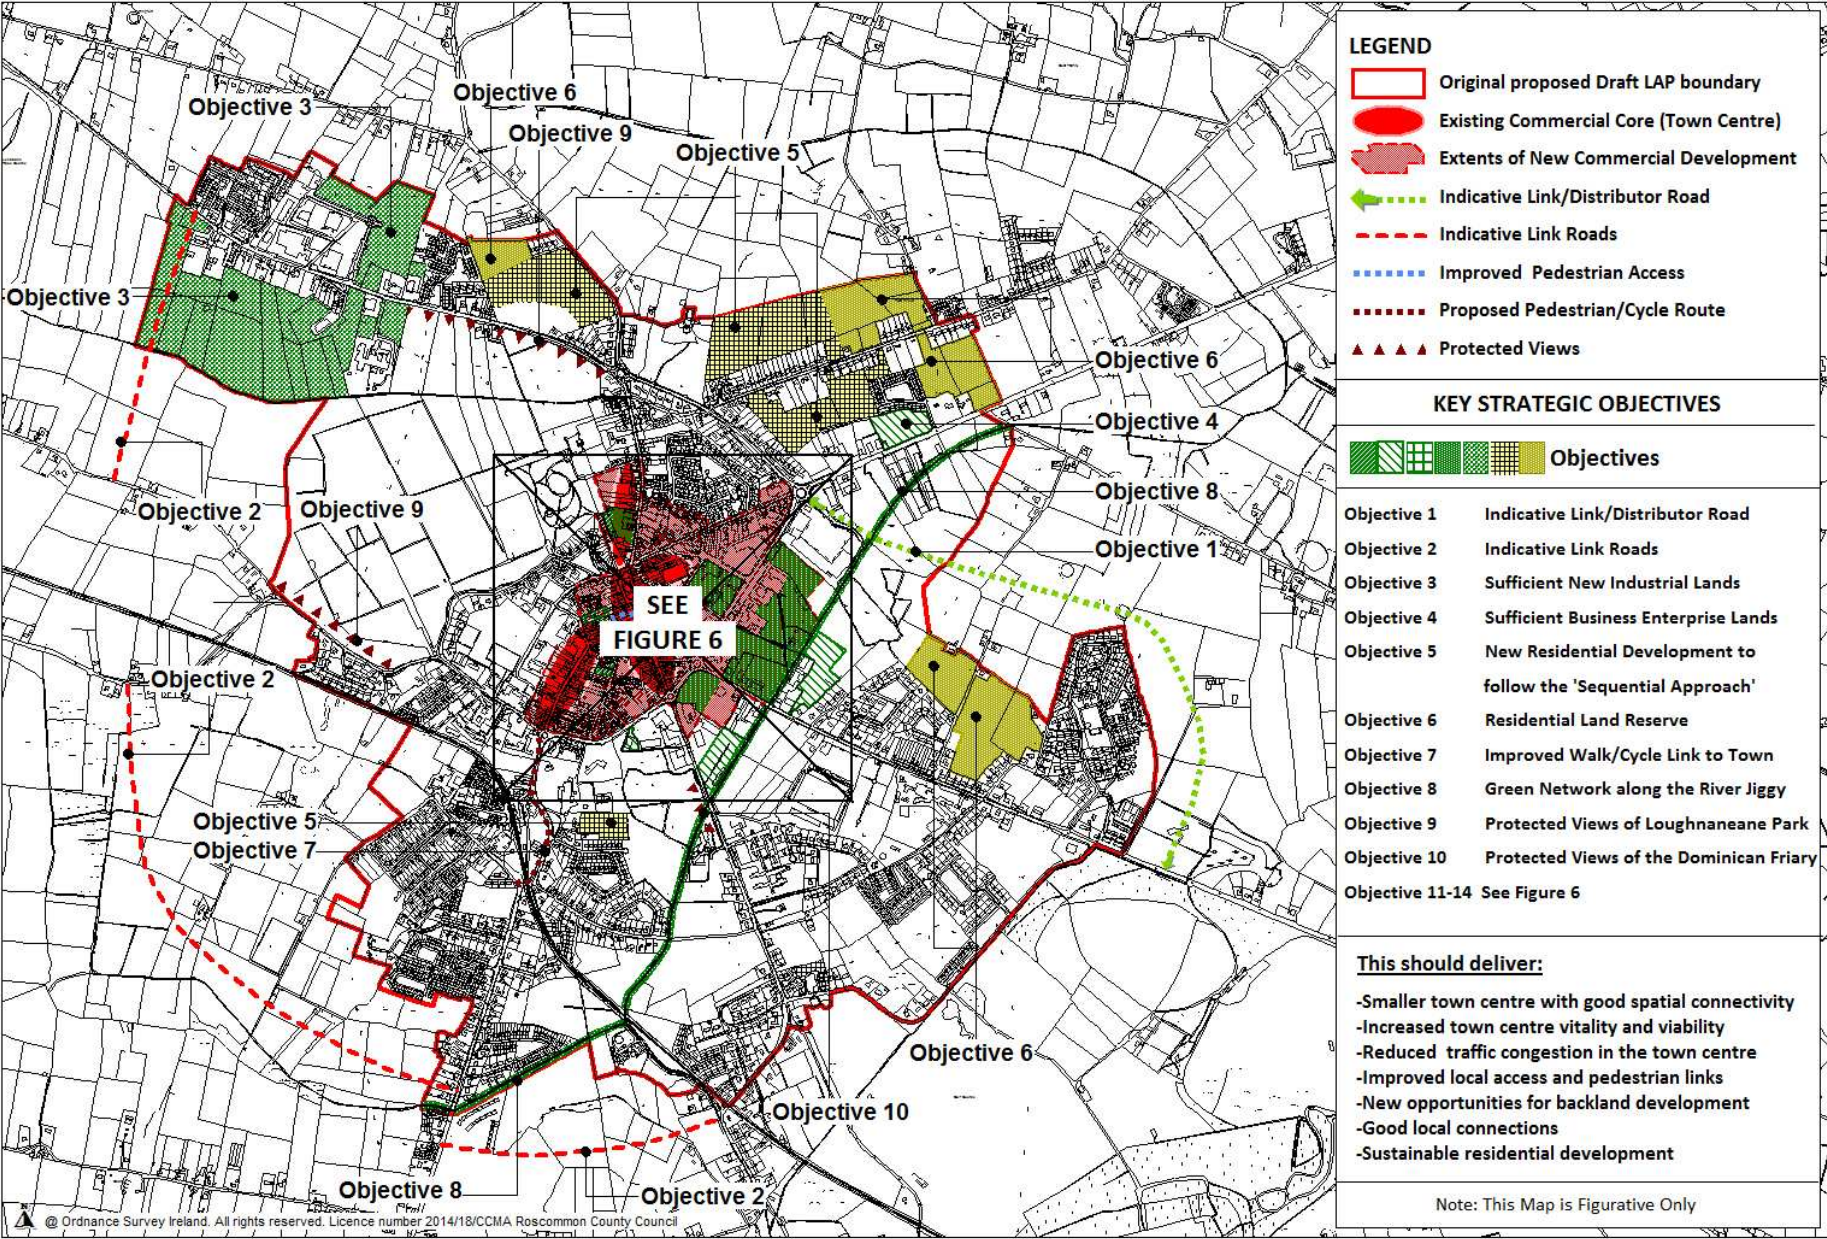 Objective 3
Objective 6
Objective 9
Objective 5
Objective 3
Objective 6
Objective 4
Objective 8
Objective 1
Objective 2
Objective 9
SEE
FIGURE 6
Objective 2
Objective 5
Objective 7
Objective 6
Objective 10
Objective 8
Objective 2
N
@ Ordnance Survey Ireland. All rights reserved. Licence number 2014/18/CCMA Roscommon County Council
LEGEND
Original proposed Draft LAP boundary
Existing Commercial Core (Town Centre)
Extents of New Commercial Development
Indicative Link/Distributor Road
Indicative Link Roads
Improved Pedestrian Access
Proposed Pedestrian/Cycle Route
Protected Views
KEY STRATEGIC OBJECTIVES
Objectives
Objective 1 Indicative Link/Distributor Road
Objective 2 Indicative Link Roads
Objective 3 Sufficient New Industrial Lands
Objective 4 Sufficient Business Enterprise Lands
Objective 5 New Residential Development to
follow the 'Sequential Approach'
Objective 6 Residential Land Reserve
Objective 7 Improved Walk/Cycle Link to Town
Objective 8 Green Network along the River Jiggy
Objective 9 Protected Views of Loughnaneane Park
Objective 10 Protected Views of the Dominican Friary
Objective 11-14 See Figure 6
This should deliver:
-Smaller town centre with good spatial connectivity
-Increased town centre vitality and viability
-Reduced traffic congestion in the town centre
-Improved local access and pedestrian links
-New opportunities for backland development
-Good local connections
-Sustainable residential development
Note: This Map is Figurative Only